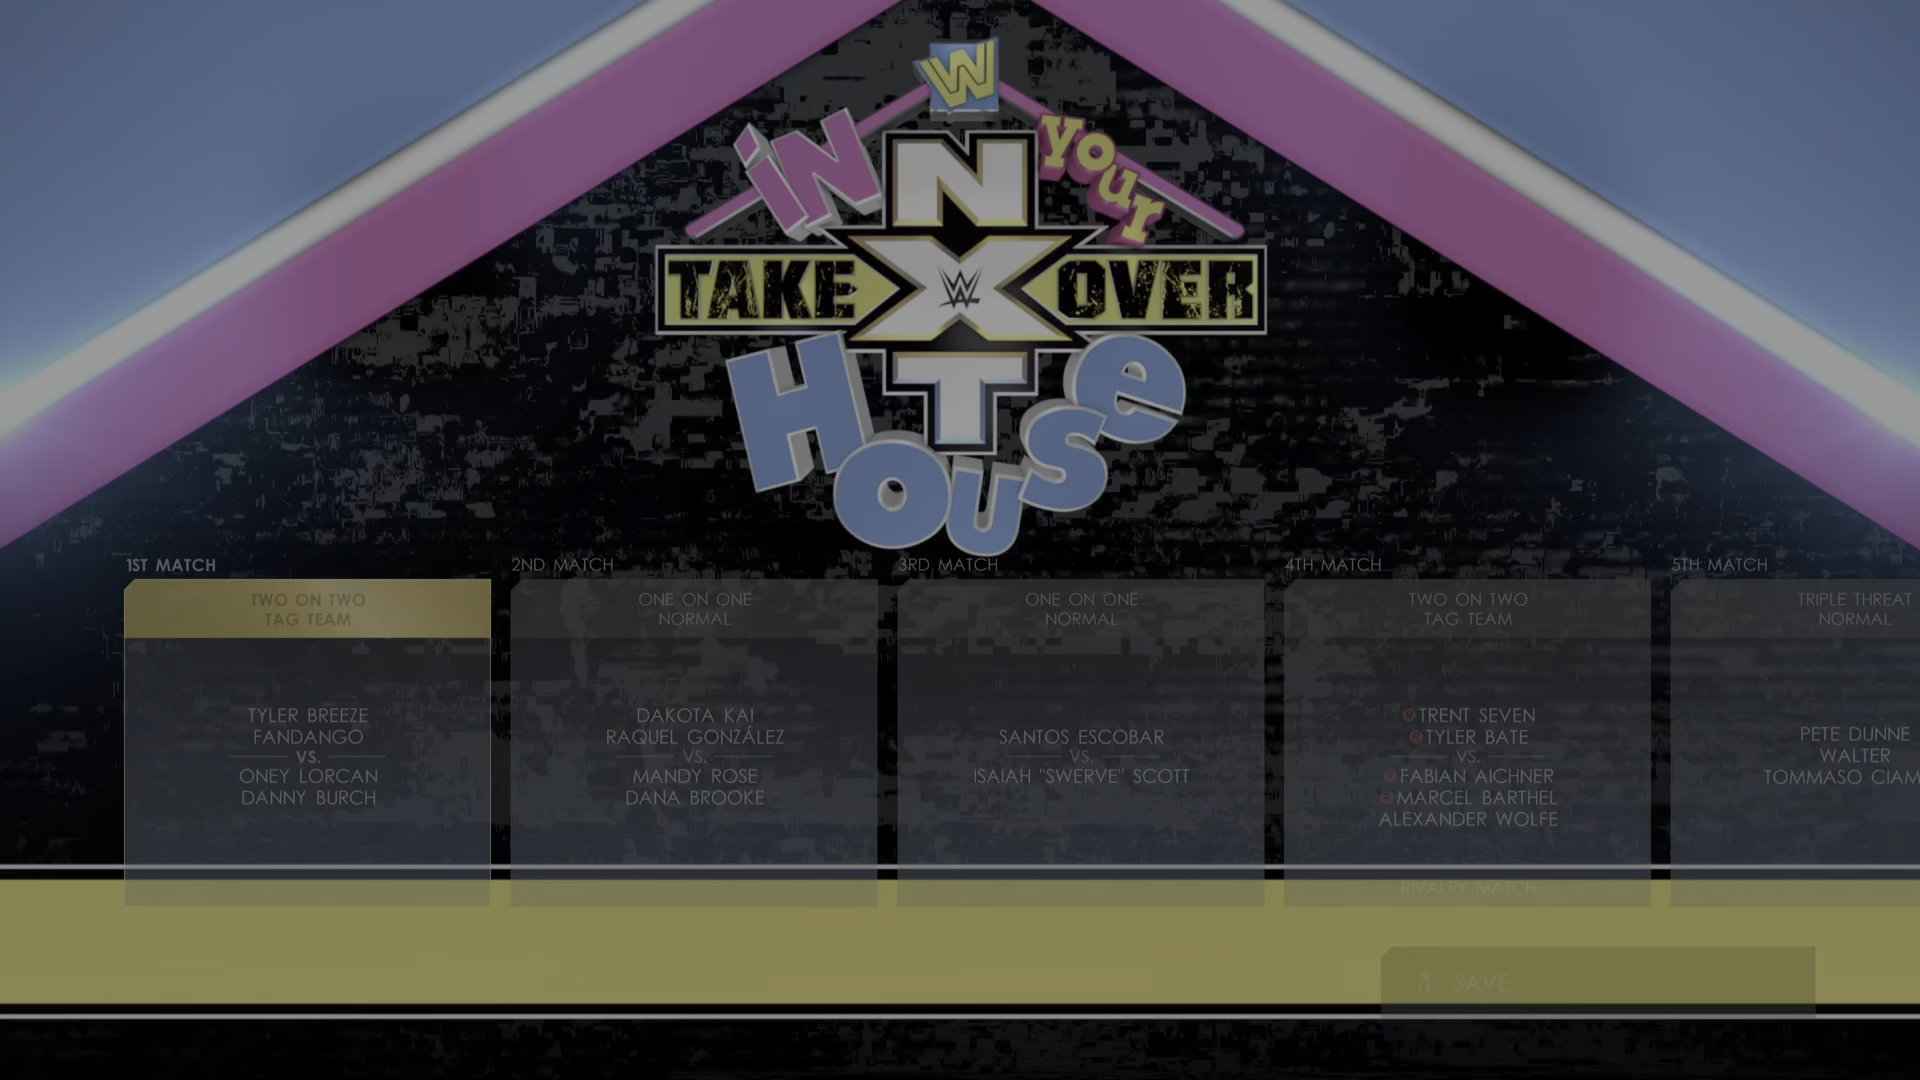 W
iN
your
NXT
TAKE OVER
House
1ST MATCH
TWO ON TWO
TAG TEAM
TYLER BREEZE
FANDANGO
VS.
ONEY LORCAN
DANNY BURCH
2ND MATCH
ONE ON ONE
NORMAL
DAKOTA KAI
RAQUEL GONZÁLEZ
VS.
MANDY ROSE
DANA BROOKE
3RD MATCH
ONE ON ONE
NORMAL
SANTOS ESCOBAR
VS.
ISAIAH "SWERVE" SCOTT
4TH MATCH
TWO ON TWO
TAG TEAM
TRENT SEVEN
TYLER BATE
VS.
FABIAN AICHNER
MARCEL BARTHEL
ALEXANDER WOLFE
RIVALRY MATCH
5TH MATCH
TRIPLE THREAT
NORMAL
PETE DUNNE
WALTER
TOMMASO CIAM
SAVE